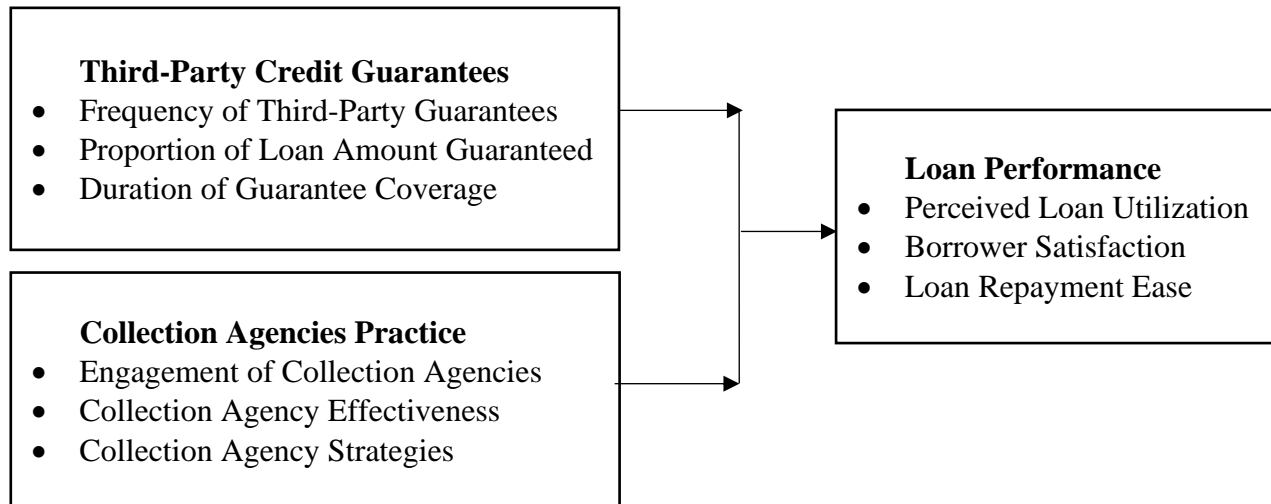 Third-Party Credit Guarantees
• Frequency of Third-Party Guarantees
• Proportion of Loan Amount Guaranteed
• Duration of Guarantee Coverage
Collection Agencies Practice
• Engagement of Collection Agencies
• Collection Agency Effectiveness
• Collection Agency Strategies
Loan Performance
• Perceived Loan Utilization
• Borrower Satisfaction
• Loan Repayment Ease